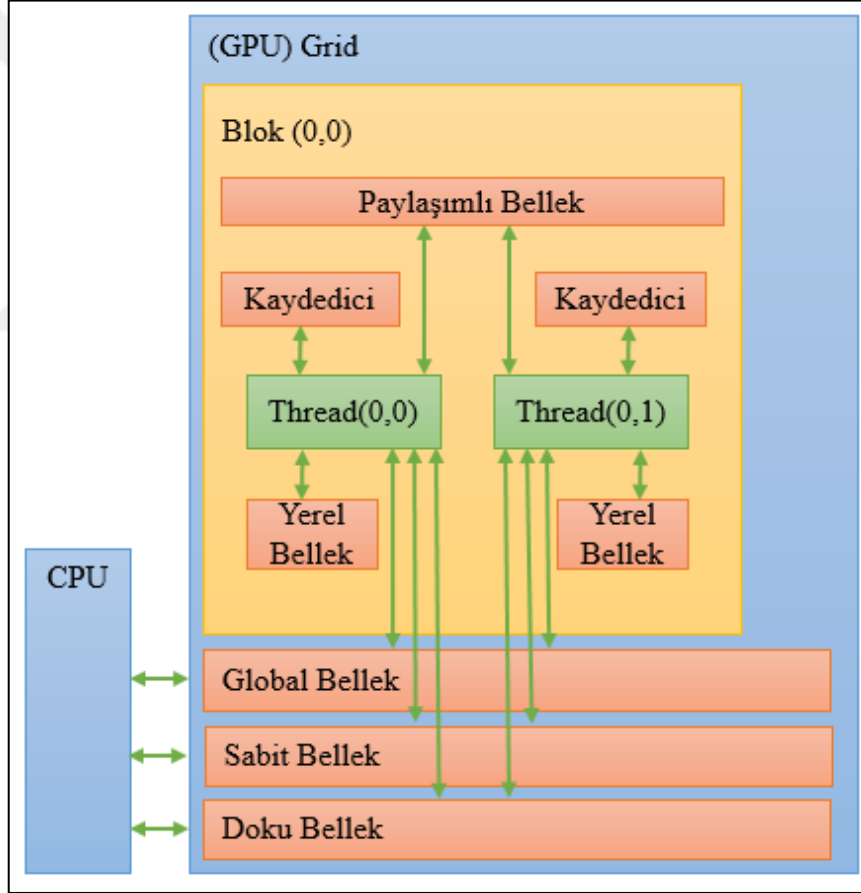 (GPU) Grid
Blok (0,0)
Paylaşımlı Bellek
Kaydedici
Kaydedici
Thread(0,0)
Thread(0,1)
Yerel
Bellek
Yerel
Bellek
CPU
Global Bellek
Sabit Bellek
Doku Bellek